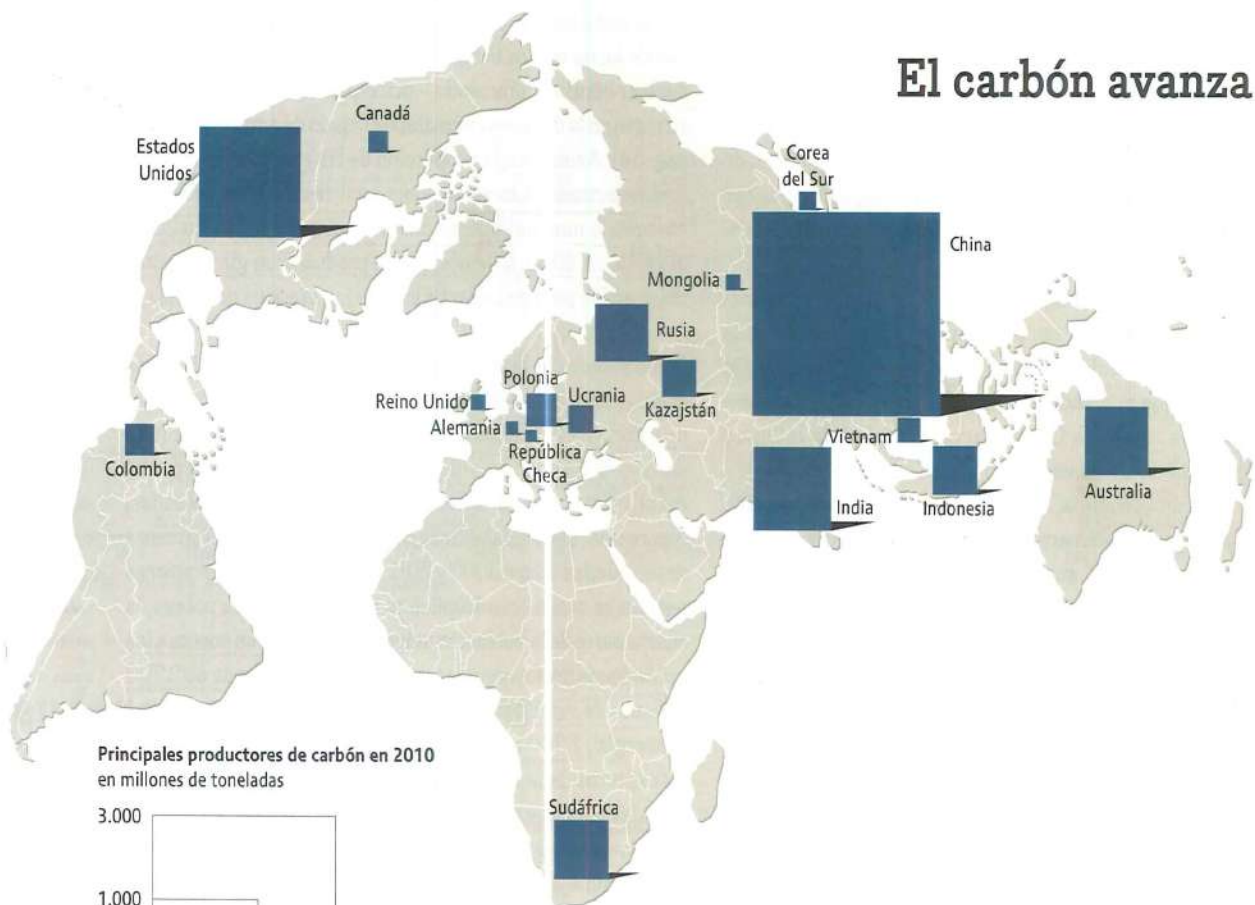 El carbón avanza
Canadá
Estados
Unidos
Corea
del Sur
China
Mongolia
Rusia
Polonia
Ucrania
Reino Unido
Kazajstán
Alemania
República
Checa
Vietnam
Colombia
India
Indonesia
Australia
Principales productores de carbón en 2010
en millones de toneladas
3.000
Sudáfrica
1.000